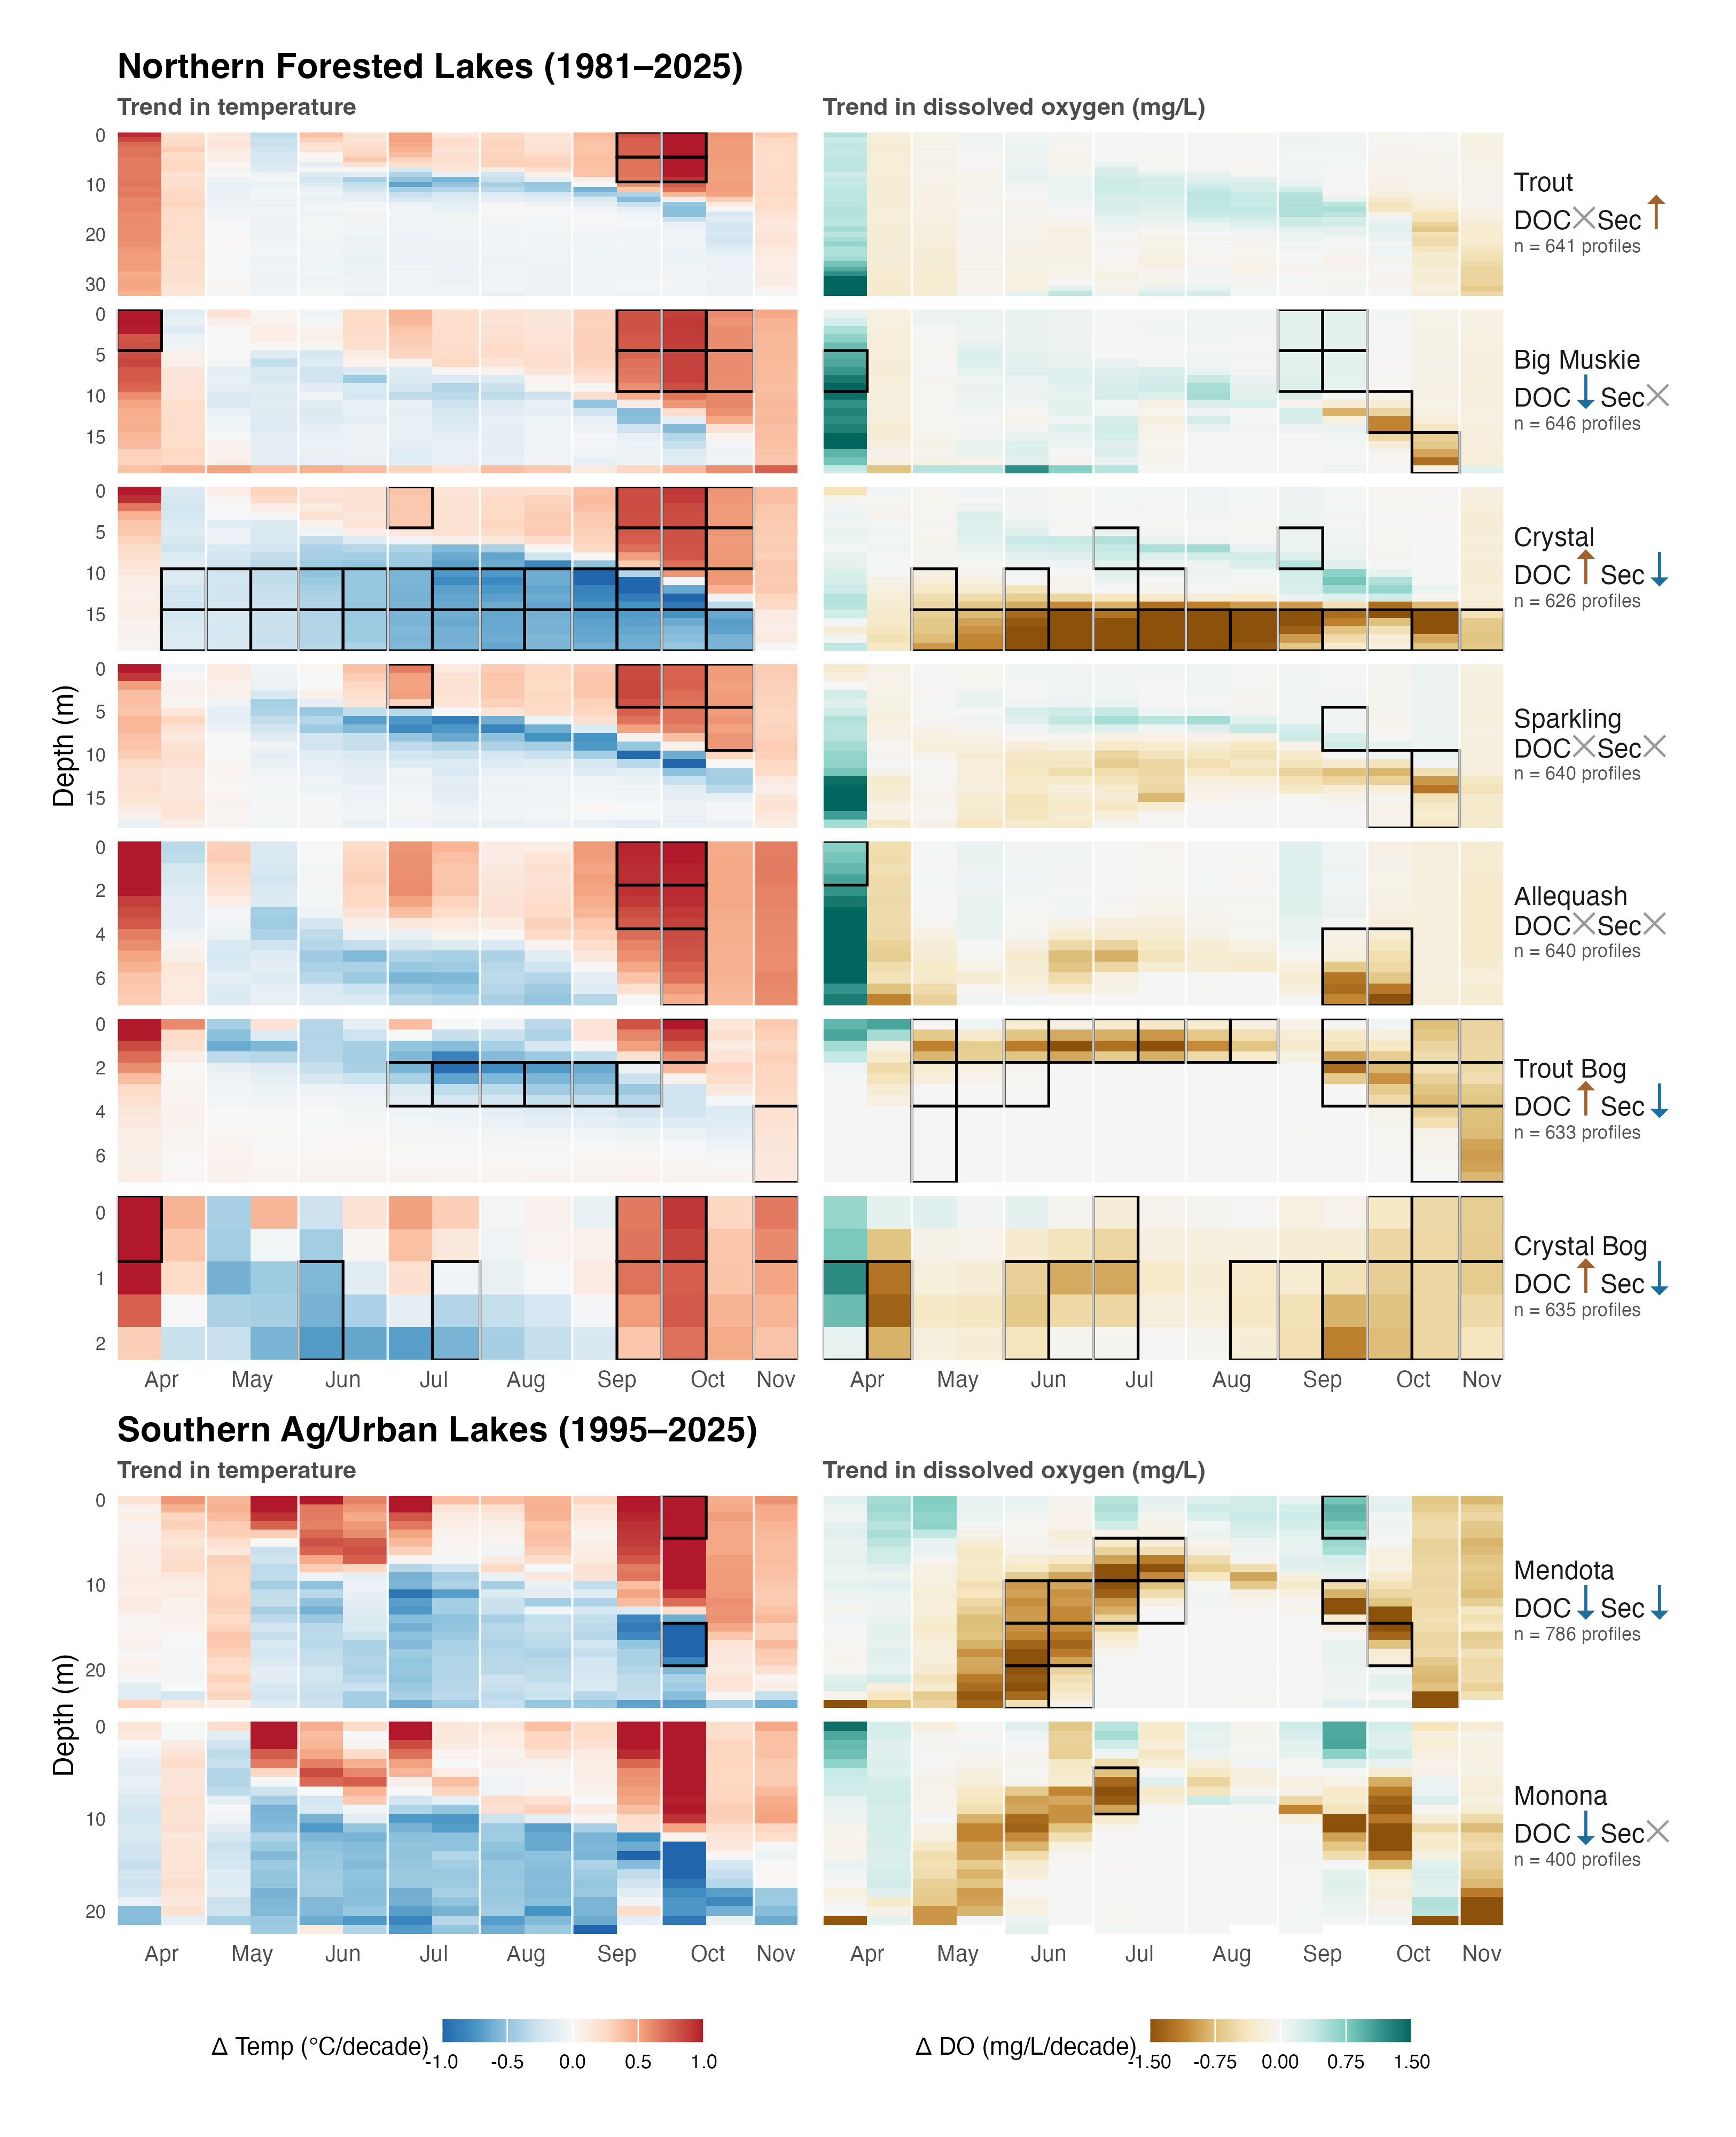 Northern Forested Lakes (1981–2025)
Trend in temperature
Trend in dissolved oxygen (mg/L)
0
10
20
30
Trout
DOC Sec
n = 641 profiles
0
5
10
15
Big Muskie
DOC Sec
n = 646 profiles
0
5
10
15
Crystal
DOC Sec
n = 626 profiles
Depth (m)
0
5
10
15
Sparkling
DOC Sec
n = 640 profiles
0
2
4
6
Allequash
DOC Sec
n = 640 profiles
0
2
4
6
Trout Bog
DOC Sec
n = 633 profiles
0
1
2
Crystal Bog
DOC Sec
n = 635 profiles
Apr May Jun Jul Aug Sep Oct Nov
Apr May Jun Jul Aug Sep Oct Nov
Southern Ag/Urban Lakes (1995–2025)
Trend in temperature
Trend in dissolved oxygen (mg/L)
Depth (m)
0
10
20
Mendota
DOC Sec
n = 786 profiles
0
10
20
Monona
DOC Sec
n = 400 profiles
Apr May Jun Jul Aug Sep Oct Nov
Apr May Jun Jul Aug Sep Oct Nov
Δ Temp (°C/decade)
-1.0 -0.5 0.0 0.5 1.0
Δ DO (mg/L/decade)
-1.50 -0.75 0.00 0.75 1.50